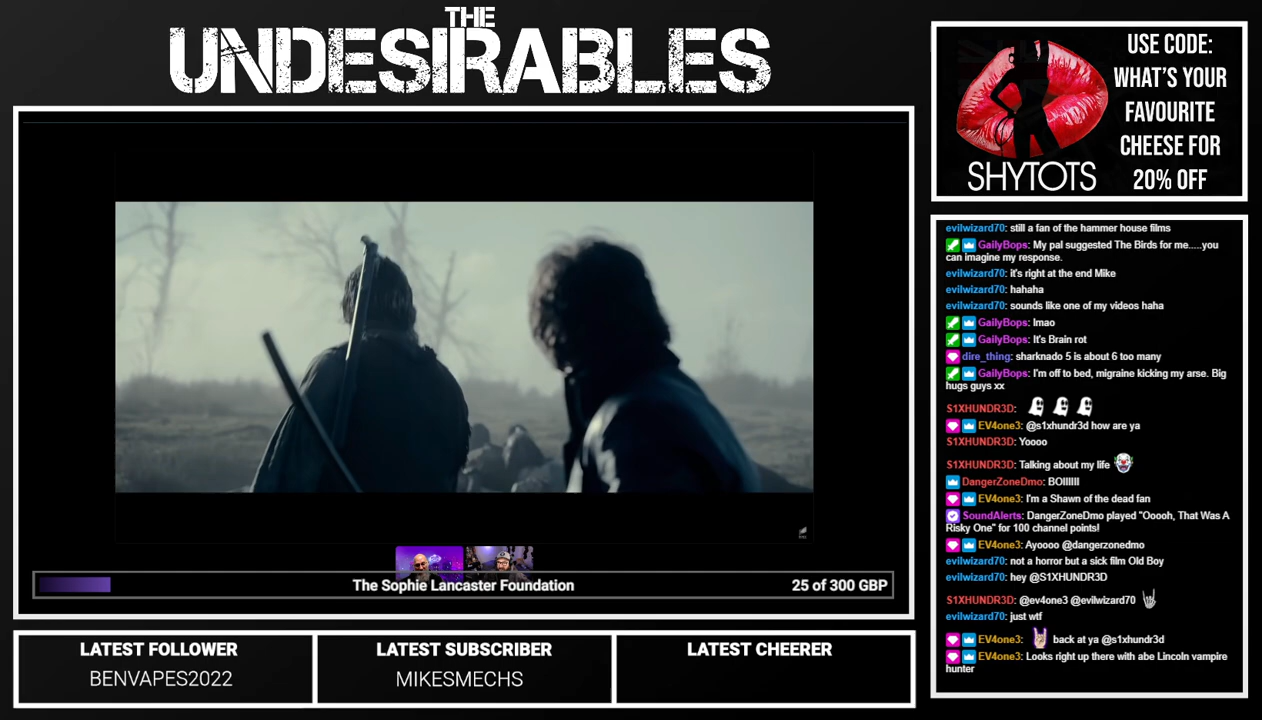 THE
UNDESIRABLES
USE CODE:
WHAT'S YOUR
FAVOURITE
CHEESE FOR
20% OFF
SHYTOTS
evilwizard70: still a fan of the hammer house films
GailyBops: My pal suggested The Birds for me.....you
can imagine my response.
evilwizard70: it's right at the end Mike
evilwizard70: hahaha
evilwizard70: sounds like one of my videos haha
GailyBops: lmao
GailyBops: It's Brain rot
dire_thing: sharknado 5 is about 6 too many
GailyBops: I'm off to bed, migraine kicking my arse. Big
hugs guys xx
S1XHUNDR3D:
EV4one3: @s1xhundr3d how are ya
S1XHUNDR3D: Yoooo
S1XHUNDR3D: Talking about my life
DangerZoneDmo: BOIIIIIII
EV4one3: I'm a Shawn of the dead fan
SoundAlerts: DangerZoneDmo played "Ooooh, That Was A
Risky One" for 100 channel points!
EV4one3: Ayoooo @dangerzonedmo
evilwizard70: not a horror but a sick film Old Boy
evilwizard70: hey @S1XHUNDR3D
S1XHUNDR3D: @ev4one3 @evilwizard70
evilwizard70: just wtf
EV4one3: back at ya @s1xhundr3d
EV4one3: Looks right up there with abe Lincoln vampire
hunter
The Sophie Lancaster Foundation
25 of 300 GBP
LATEST FOLLOWER
BENVAPES2022
LATEST SUBSCRIBER
MIKESMECHS
LATEST CHEERER